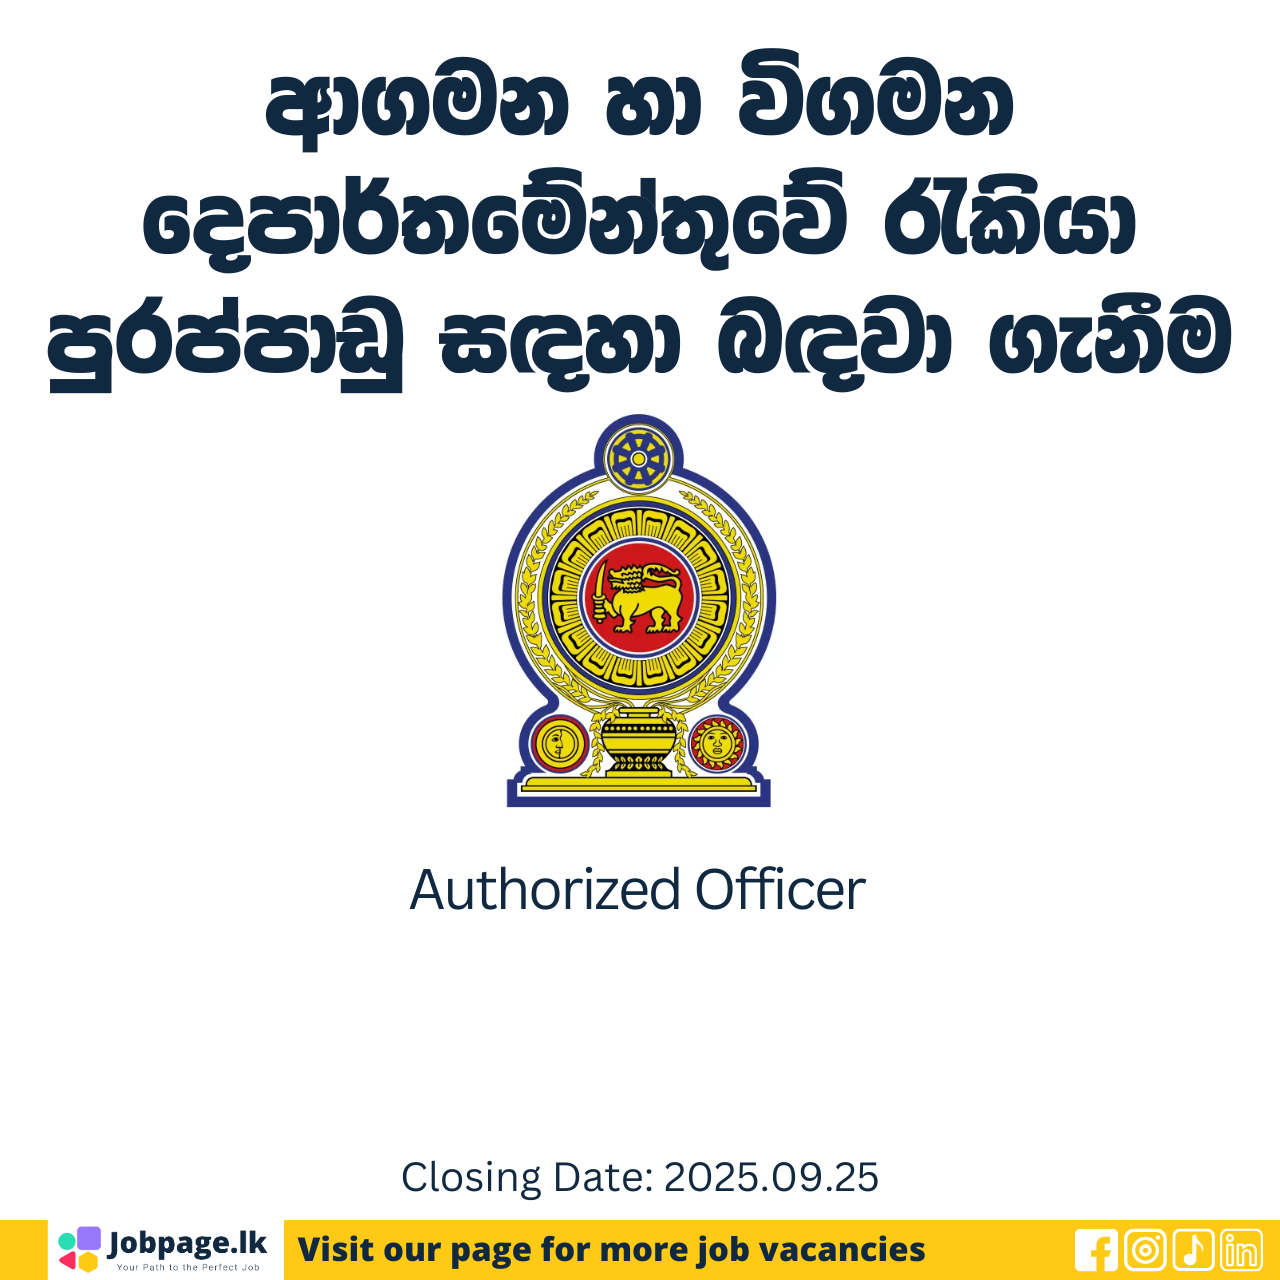 ආගමන හා විගමන
දෙපාර්තමේන්තුවේ රැකියා
පුරප්පාඩු සඳහා බඳවා ගැනීම
Authorized Officer
Closing Date: 2025.09.25
Jobpage.lk
Your Path to the Perfect Job
Visit our page for more job vacancies